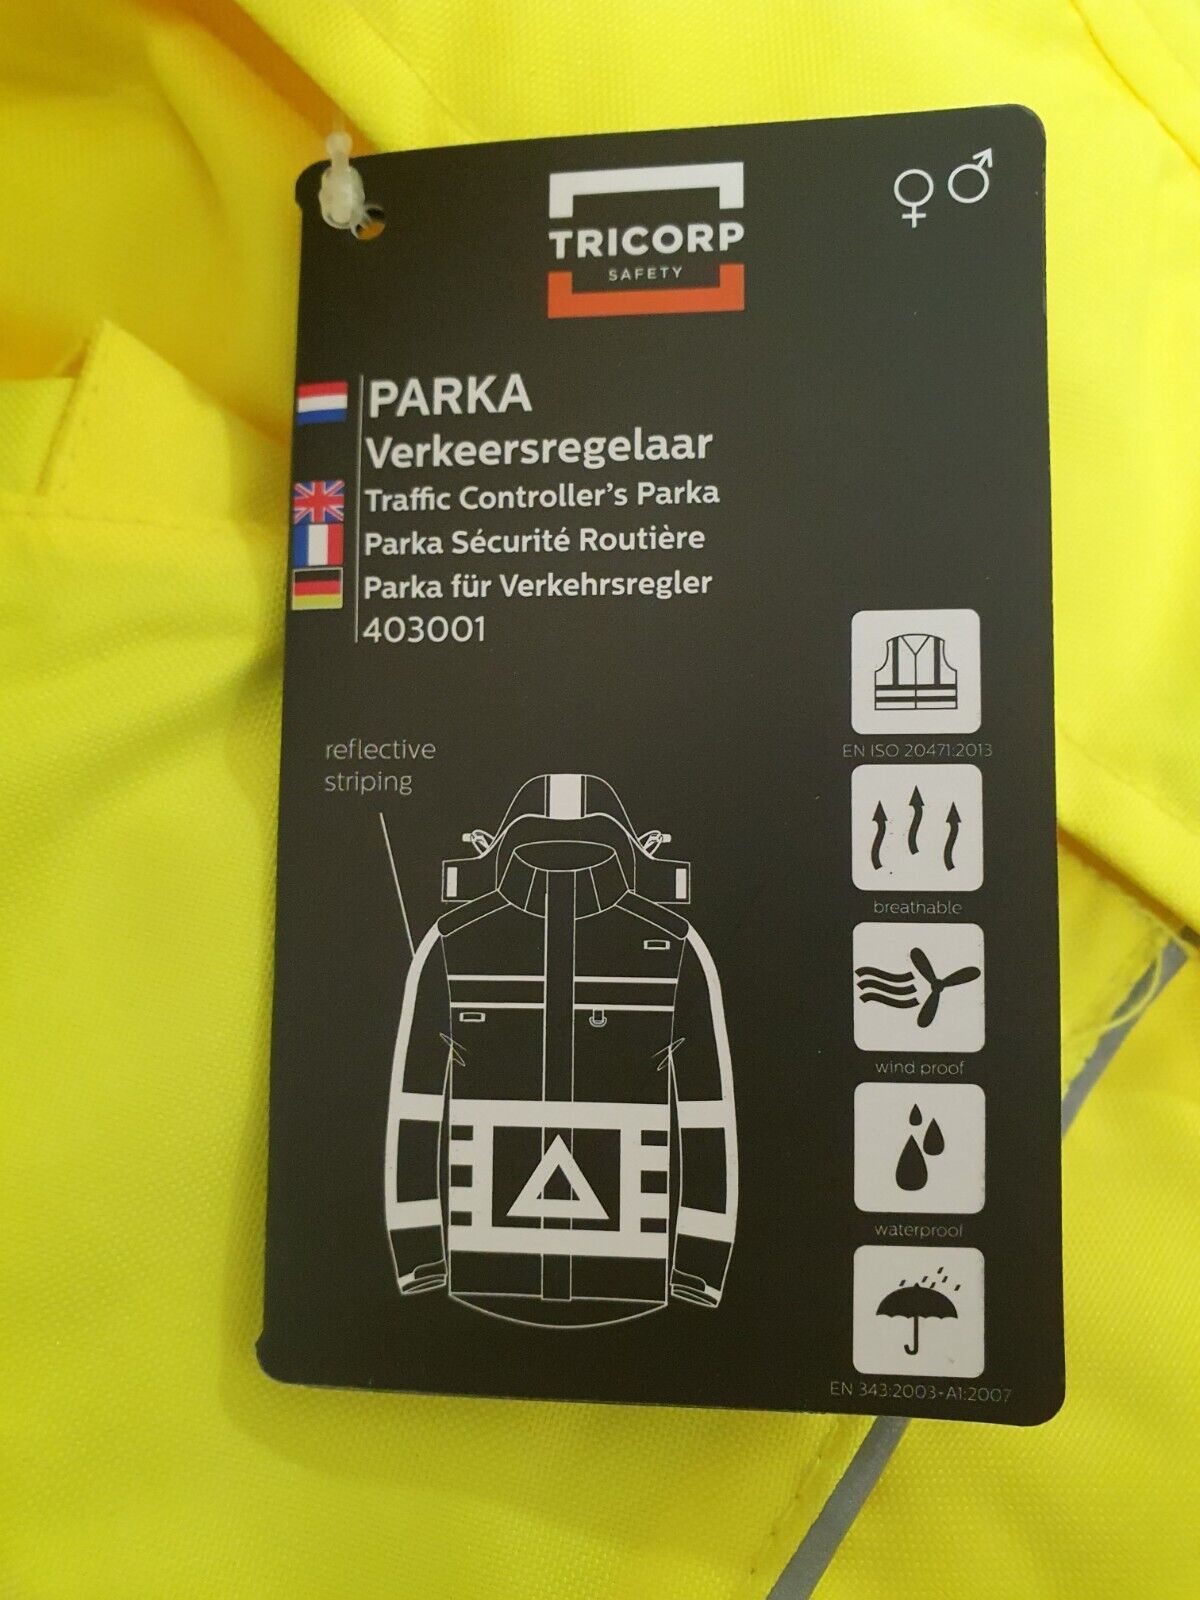 TRICORP
SAFETY
PARKA
Verkeersregelaar
Traffic Controller's Parka
Parka Sécurité Routière
Parka für Verkehrsregler
403001
reflective
striping
EN ISO 20471:2013
breathable
wind proof
waterproof
EN 343:2003+A1:2007